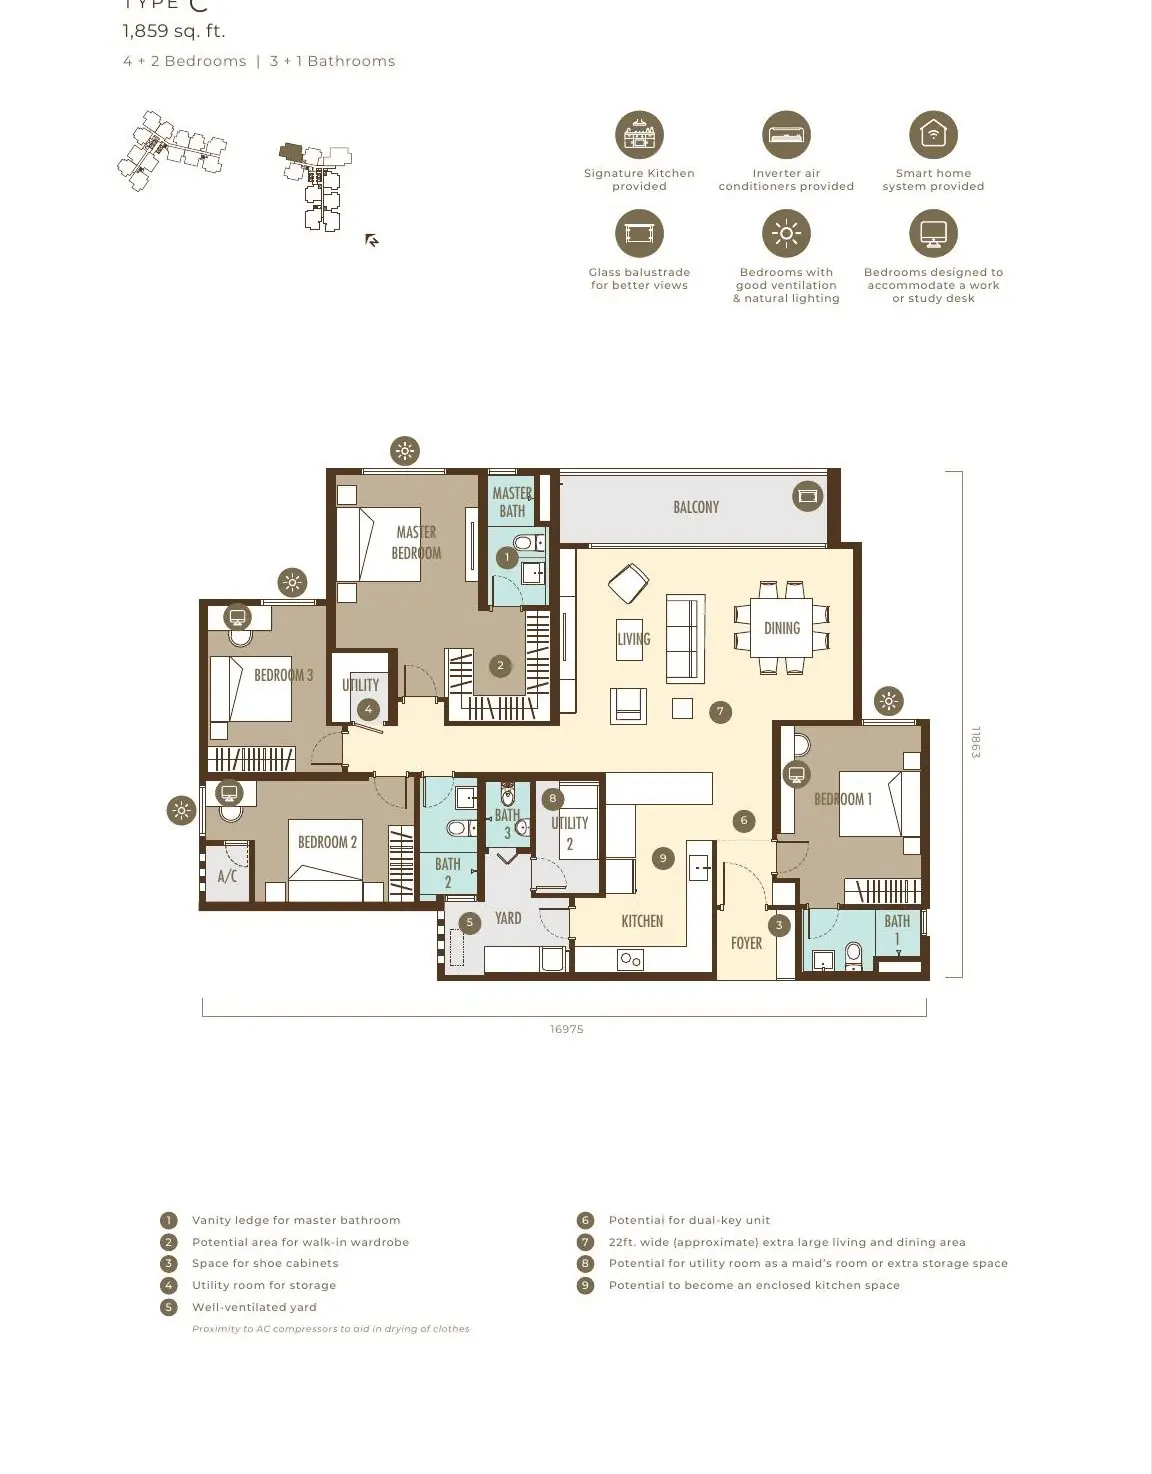 TYPE C
1,859 sq. ft.
4 + 2 Bedrooms | 3 + 1 Bathrooms
N
Signature Kitchen
provided
Inverter air
conditioners provided
Smart home
system provided
Glass balustrade
for better views
Bedrooms with
good ventilation
& natural lighting
Bedrooms designed to
accommodate a work
or study desk
MASTER
BATH
BALCONY
MASTER
BEDROOM
1
LIVING
DINING
BEDROOM 3
UTILITY
2
4
7
11863
BEDROOM 1
8
BATH
3
UTILITY
2
6
BEDROOM 2
9
A/C
BATH
2
5
YARD
KITCHEN
FOYER
3
BATH
1
16975
1 Vanity ledge for master bathroom
2 Potential area for walk-in wardrobe
3 Space for shoe cabinets
4 Utility room for storage
5 Well-ventilated yard
Proximity to AC compressors to aid in drying of clothes
6 Potential for dual-key unit
7 22ft. wide (approximate) extra large living and dining area
8 Potential for utility room as a maid's room or extra storage space
9 Potential to become an enclosed kitchen space